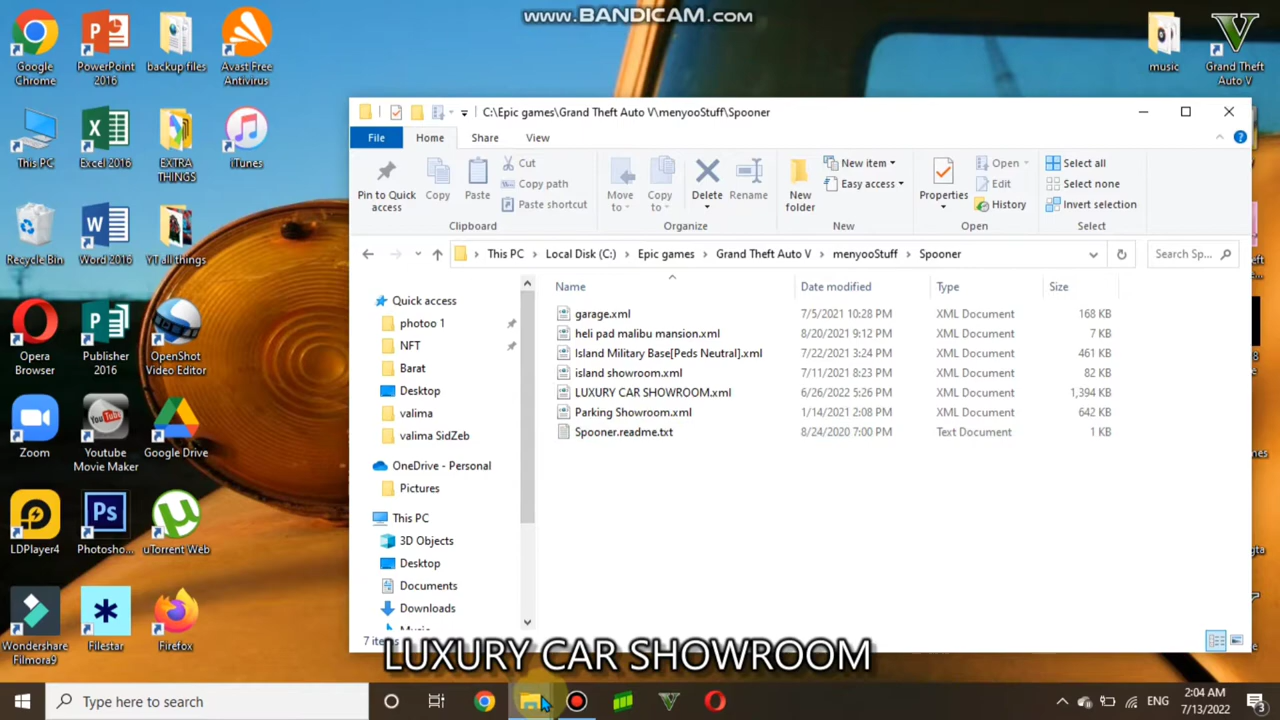 www.BANDICAM.com
Google Chrome
PowerPoint 2016
backup files
Avast Free Antivirus
music
Grand Theft Auto V
This PC
Excel 2016
EXTRA THINGS
iTunes
Recycle Bin
Word 2016
YT all things
Opera Browser
Publisher 2016
OpenShot Video Editor
Zoom
Youtube Movie Maker
Google Drive
LDPlayer4
Photosho...
uTorrent Web
Wondershare Filmora9
Filestar
Firefox
C:\Epic games\Grand Theft Auto V\menyooStuff\Spooner
File Home Share View
Pin to Quick access
Copy
Paste
Cut
Copy path
Paste shortcut
Clipboard
Move to
Copy to
Delete
Rename
Organize
New folder
New item
Easy access
New
Properties
Open
Edit
History
Open
Select all
Select none
Invert selection
Select
This PC > Local Disk (C:) > Epic games > Grand Theft Auto V > menyooStuff > Spooner
Search Sp...
Quick access
photoo 1
NFT
Barat
Desktop
valima
valima SidZeb
OneDrive - Personal
Pictures
This PC
3D Objects
Desktop
Documents
Downloads
Name Date modified Type Size
garage.xml 7/5/2021 10:28 PM XML Document 168 KB
heli pad malibu mansion.xml 8/20/2021 9:12 PM XML Document 7 KB
Island Military Base[Peds Neutral].xml 7/22/2021 3:24 PM XML Document 461 KB
island showroom.xml 7/11/2021 8:23 PM XML Document 82 KB
LUXURY CAR SHOWROOM.xml 6/26/2022 5:26 PM XML Document 1,394 KB
Parking Showroom.xml 1/14/2021 2:08 PM XML Document 642 KB
Spooner.readme.txt 8/24/2020 7:00 PM Text Document 1 KB
LUXURY CAR SHOWROOM
Type here to search
ENG
2:04 AM
7/13/2022
3